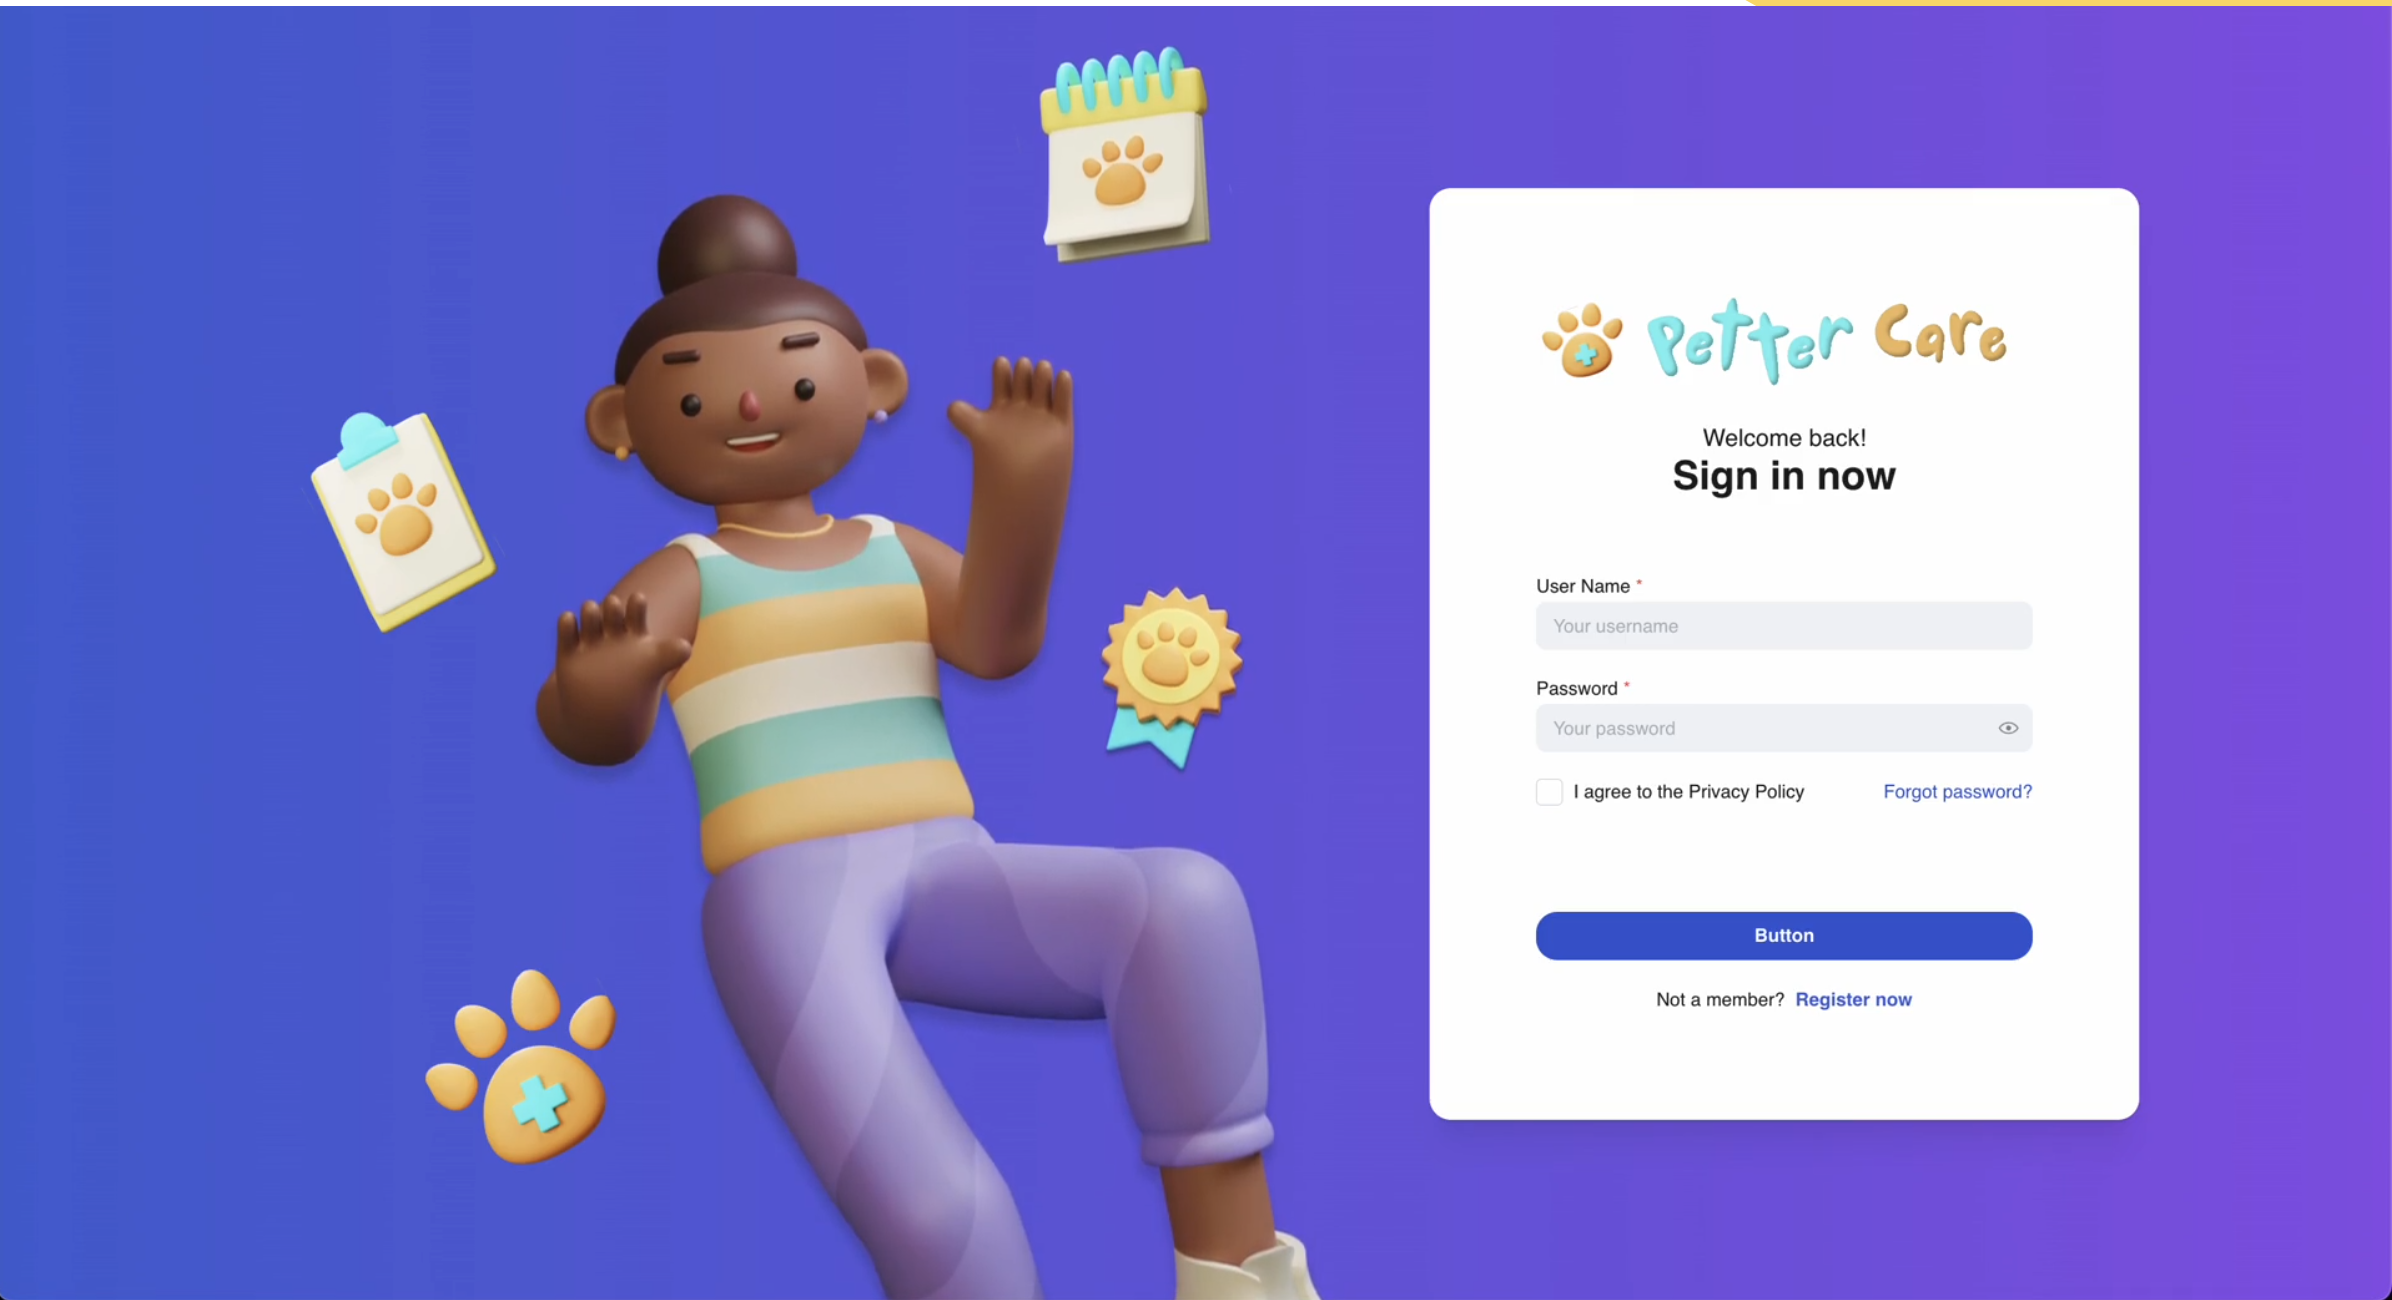 Petter Care
Welcome back!
Sign in now
User Name *
Your username
Password *
Your password
I agree to the Privacy Policy
Forgot password?
Button
Not a member? Register now